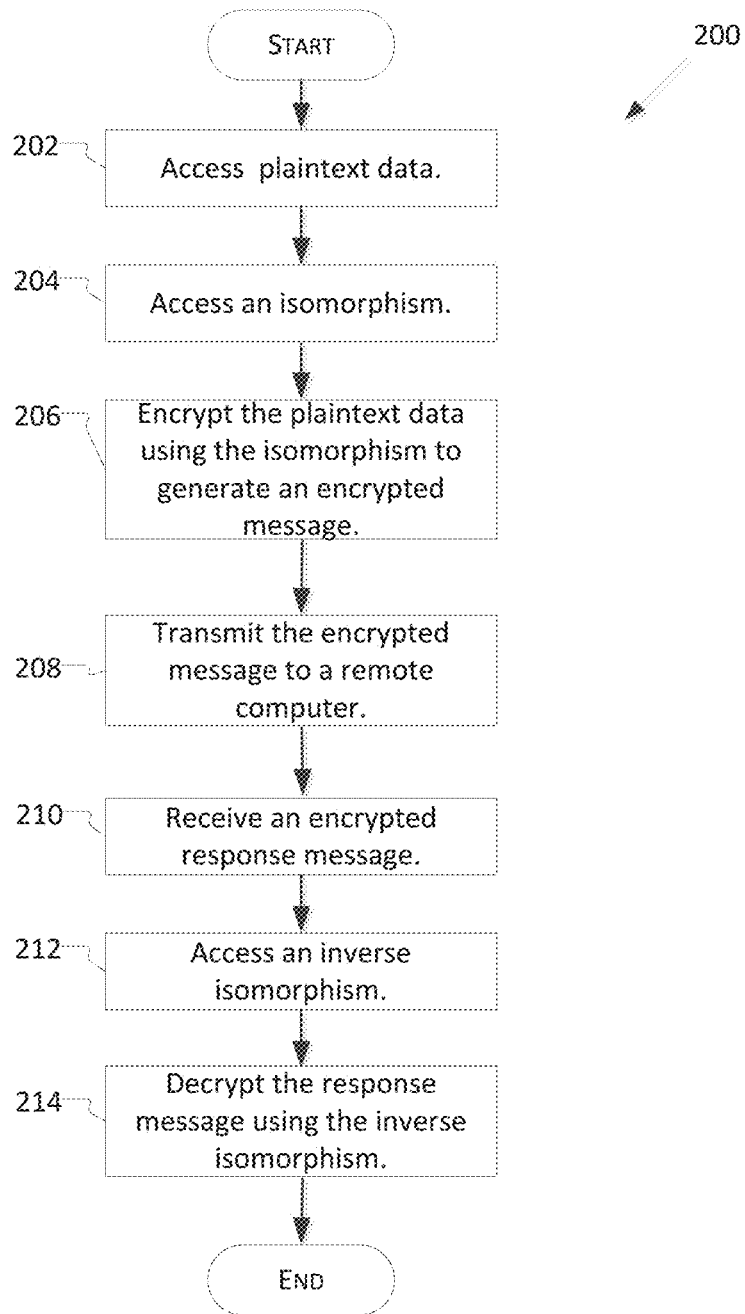 START
200
202
Access plaintext data.
204
Access an isomorphism.
206
Encrypt the plaintext data
using the isomorphism to
generate an encrypted
message.
208
Transmit the encrypted
message to a remote
computer.
210
Receive an encrypted
response message.
212
Access an inverse
isomorphism.
214
Decrypt the response
message using the inverse
isomorphism.
END